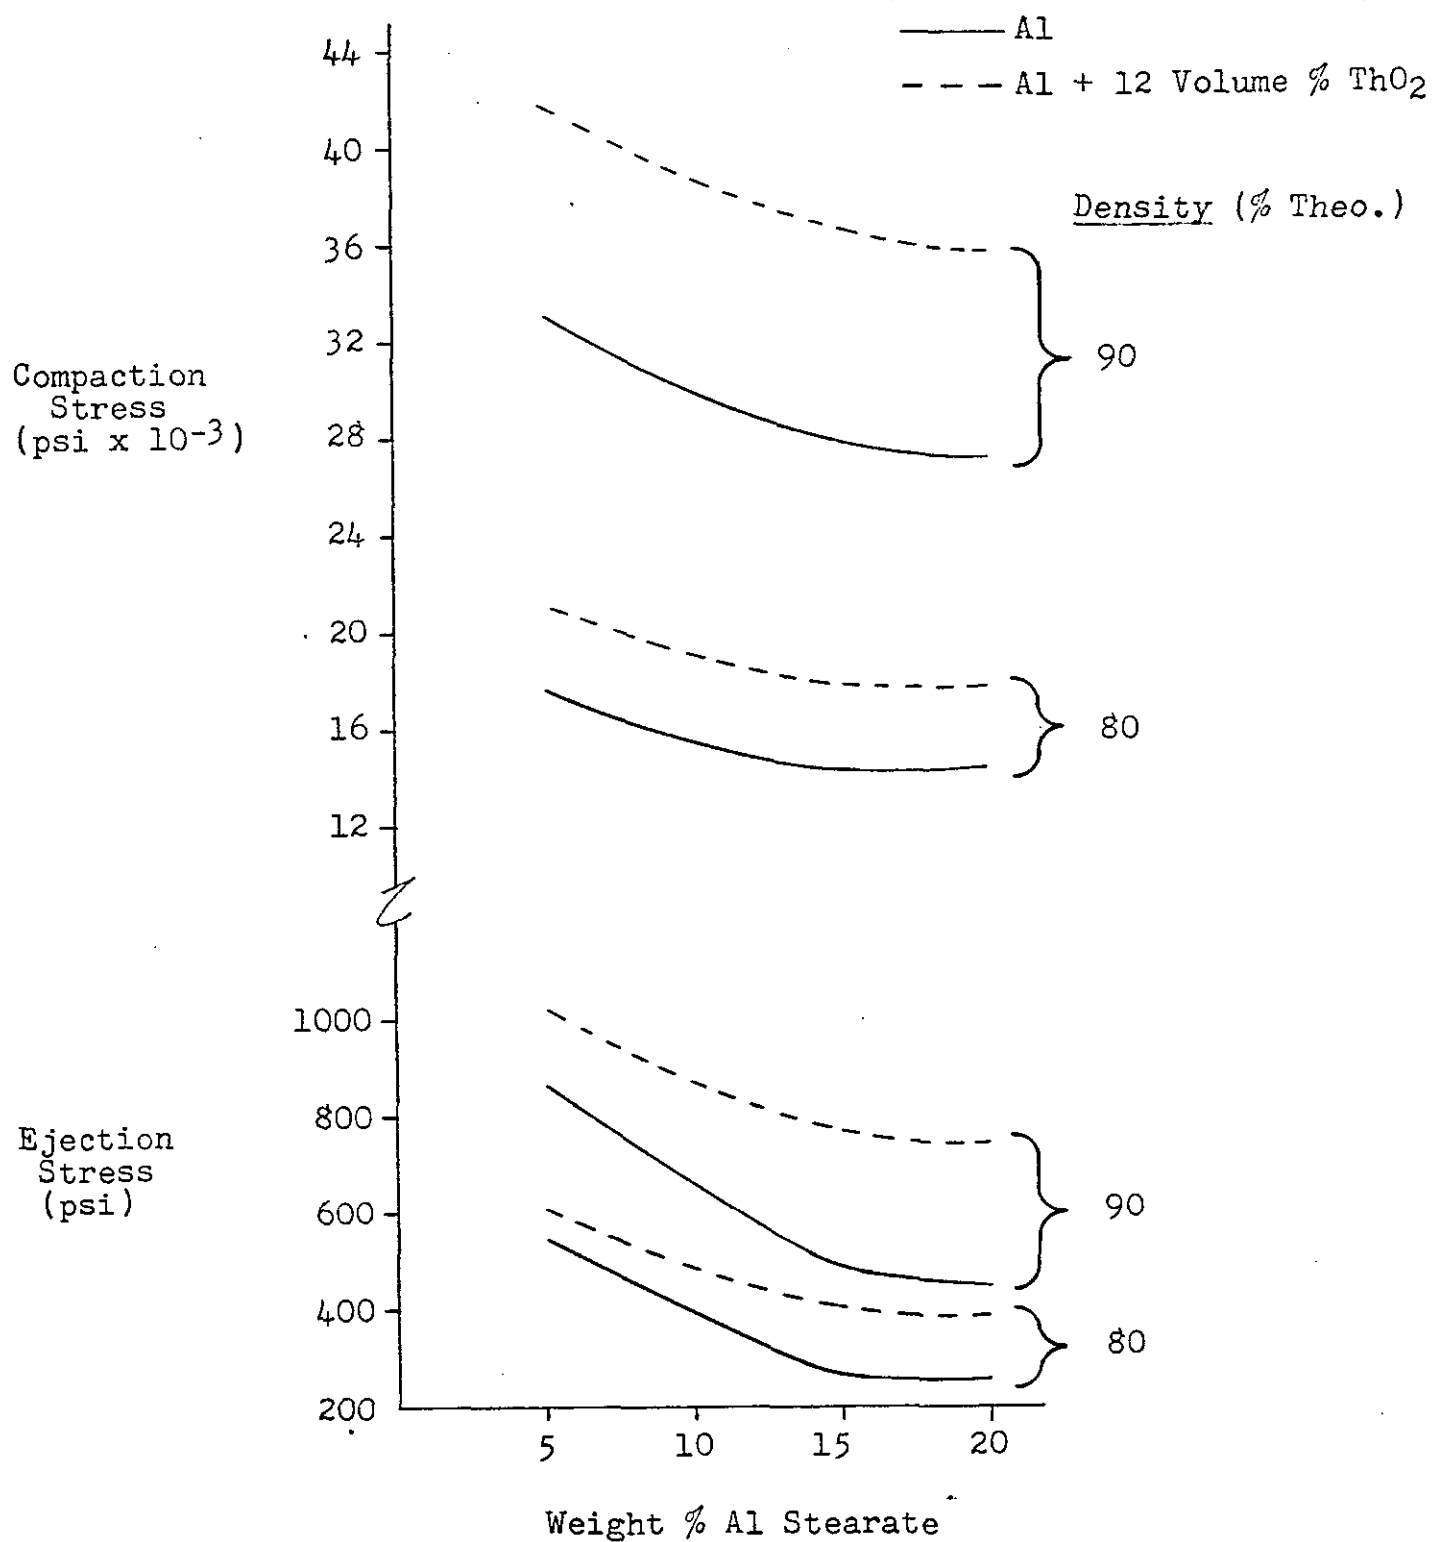 Al
Al + 12 Volume % ThO2
Density (% Theo.)
44
40
36
32
28
24
20
16
12
Compaction
Stress
(psi x 10-3)
90
80
1000
800
600
400
200
Ejection
Stress
(psi)
90
80
5 10 15 20
Weight % Al Stearate